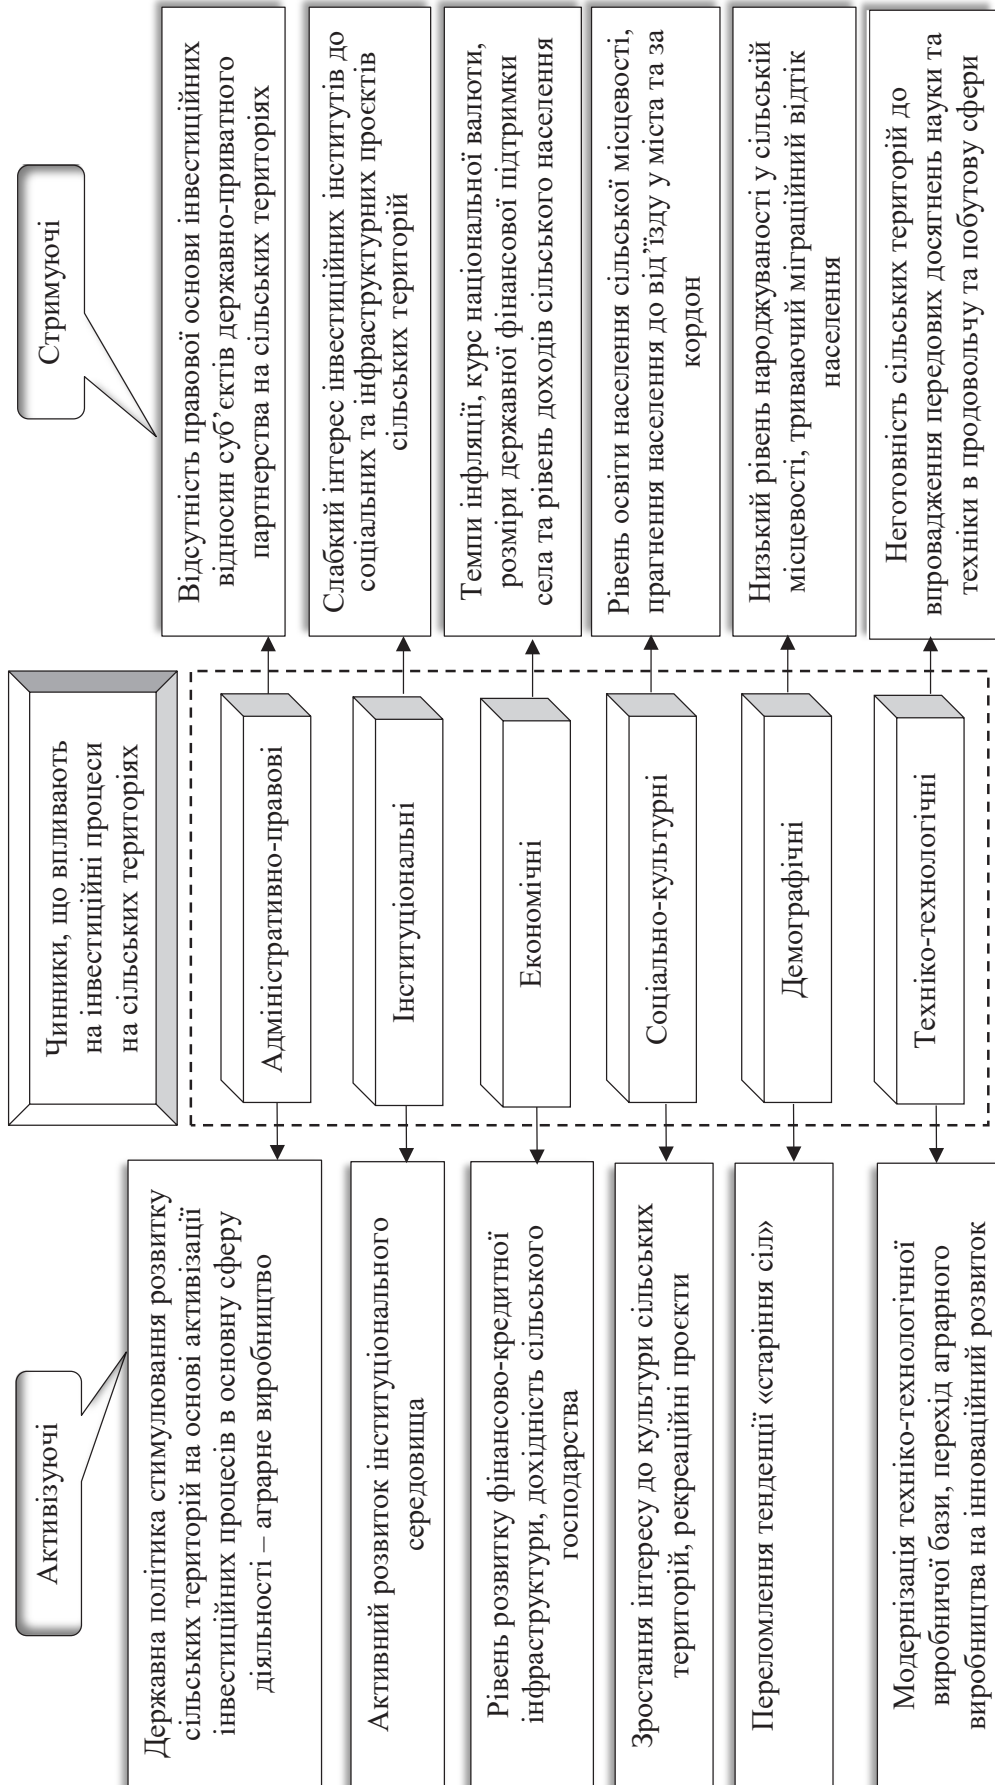 Активізуючі
Чинники, що впливають
на інвестиційні процеси
на сільських територіях
Стримуючі
Державна політика стимулювання розвитку
сільських територій на основі активізації
інвестиційних процесів в основну сферу
діяльності – аграрне виробництво
Адміністративно-правові
Відсутність правової основи інвестиційних
відносин суб’єктів державно-приватного
партнерства на сільських територіях
Активний розвиток інституціонального
середовища
Інституціональні
Слабкий інтерес інвестиційних інститутів до
соціальних та інфраструктурних проєктів
сільських територій
Рівень розвитку фінансово-кредитної
інфраструктури, дохідність сільського
господарства
Економічні
Темпи інфляції, курс національної валюти,
розміри державної фінансової підтримки
села та рівень доходів сільського населення
Зростання інтересу до культури сільських
територій, рекреаційні проєкти
Соціально-культурні
Рівень освіти населення сільської місцевості,
прагнення населення до від’їзду у міста та за
кордон
Переломлення тенденції «старіння сіл»
Демографічні
Низький рівень народжуваності у сільській
місцевості, триваючий міграційний відтік
населення
Модернізація техніко-технологічної
виробничої бази, перехід аграрного
виробництва на інноваційний розвиток
Техніко-технологічні
Неготовність сільських територій до
впровадження передових досягнень науки та
техніки в продовольчу та побутову сфери